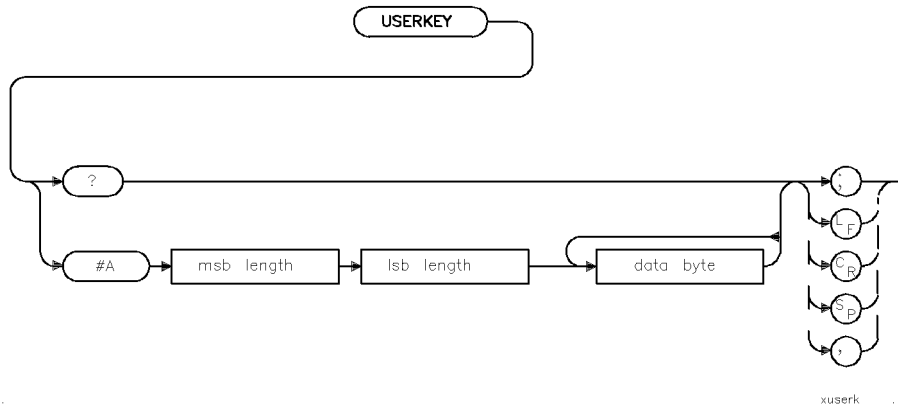 USERKEY
?
;
LF
#A
msb length
lsb length
data byte
CR
SP
,
xuserk